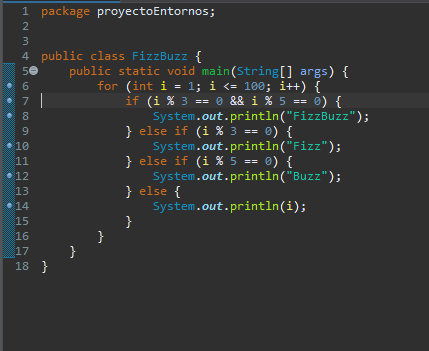 1 package proyectoEntornos;
2
3
4 public class FizzBuzz {
5     public static void main(String[] args) {
6         for (int i = 1; i <= 100; i++) {
7             if (i % 3 == 0 && i % 5 == 0) {
8                 System.out.println("FizzBuzz");
9             } else if (i % 3 == 0) {
10                 System.out.println("Fizz");
11             } else if (i % 5 == 0) {
12                 System.out.println("Buzz");
13             } else {
14                 System.out.println(i);
15             }
16         }
17     }
18 }